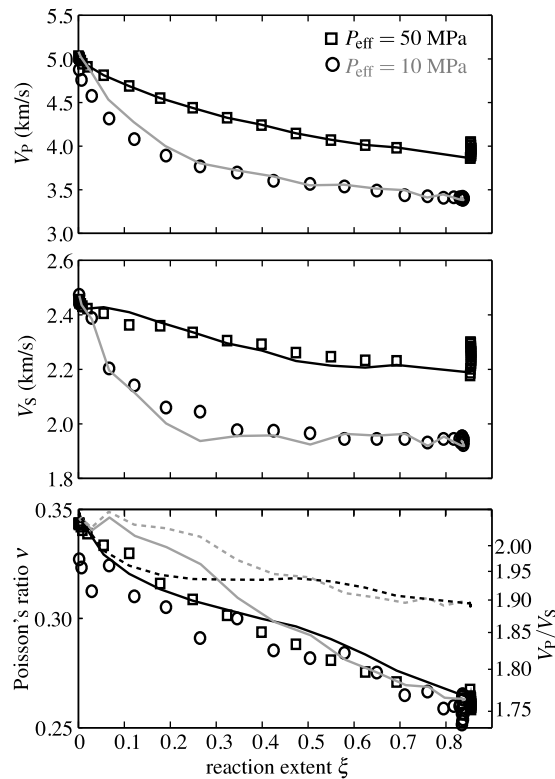 5.5
5.0
4.5
4.0
3.5
3.0
V_P (km/s)
P_eff = 50 MPa
P_eff = 10 MPa
2.6
2.4
2.2
2.0
1.8
V_S (km/s)
0.35
0.30
0.25
Poisson's ratio ν
2.00
1.95
1.90
1.85
1.80
1.75
V_P/V_S
0 0.1 0.2 0.3 0.4 0.5 0.6 0.7 0.8
reaction extent ξ